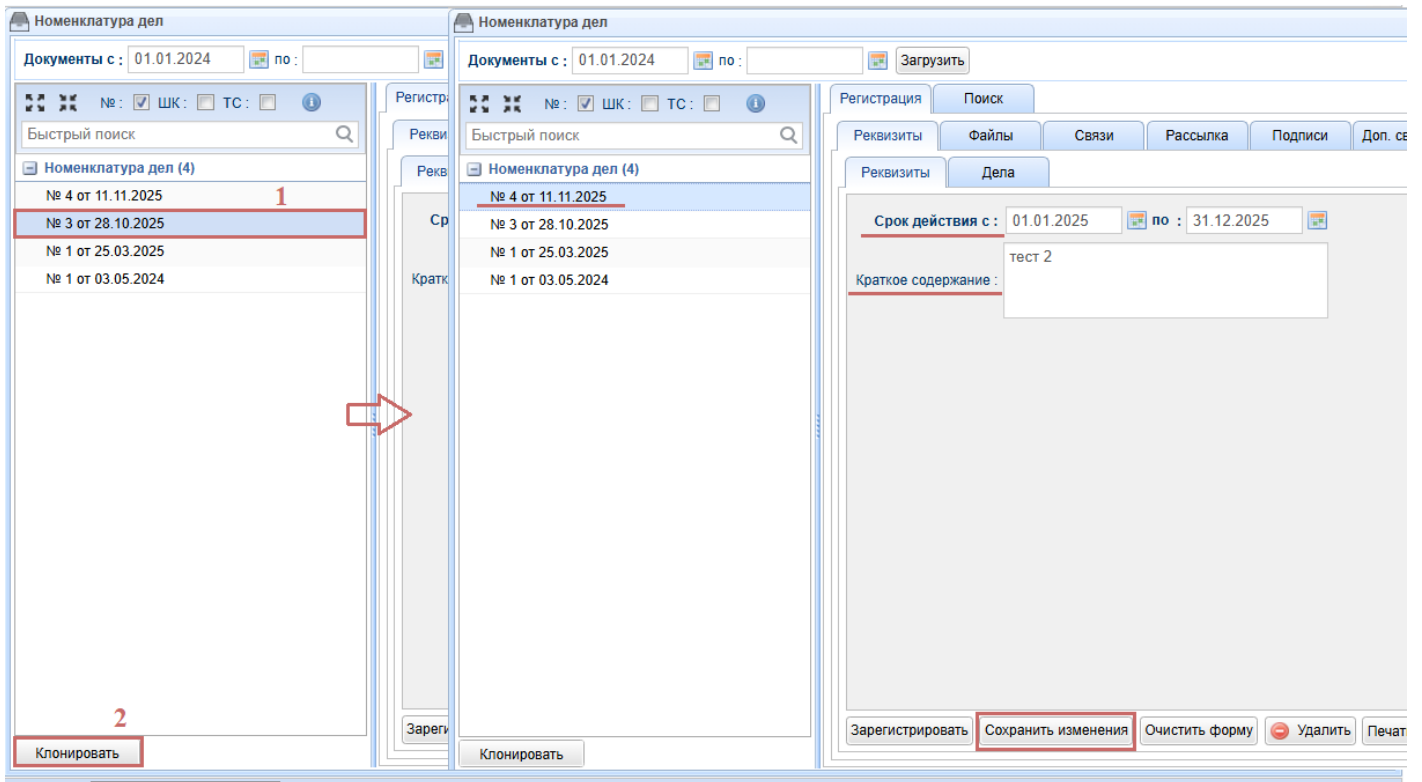 Номенклатура дел
Документы с : 01.01.2024 по :
№ : ШК : ТС :
Быстрый поиск
Номенклатура дел (4)
№ 4 от 11.11.2025
1
№ 3 от 28.10.2025
№ 1 от 25.03.2025
№ 1 от 03.05.2024
2
Клонировать
Регистр
Рекви
Рекв
Ср
Кратк
Зареги
Номенклатура дел
Документы с : 01.01.2024 по : Загрузить
№ : ШК : ТС :
Быстрый поиск
Номенклатура дел (4)
№ 4 от 11.11.2025
№ 3 от 28.10.2025
№ 1 от 25.03.2025
№ 1 от 03.05.2024
Клонировать
Регистрация Поиск
Реквизиты Файлы Связи Рассылка Подписи Доп. св
Реквизиты Дела
Срок действия с : 01.01.2025 по : 31.12.2025
Краткое содержание : тест 2
Зарегистрировать Сохранить изменения Очистить форму Удалить Печат